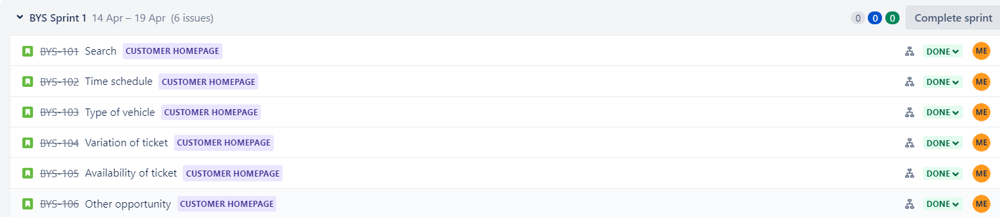 BYS Sprint 1 14 Apr – 19 Apr (6 issues) 0 0 0 Complete sprint
BYS-101 Search CUSTOMER HOMEPAGE DONE ME
BYS-102 Time schedule CUSTOMER HOMEPAGE DONE ME
BYS-103 Type of vehicle CUSTOMER HOMEPAGE DONE ME
BYS-104 Variation of ticket CUSTOMER HOMEPAGE DONE ME
BYS-105 Availability of ticket CUSTOMER HOMEPAGE DONE ME
BYS-106 Other opportunity CUSTOMER HOMEPAGE DONE ME